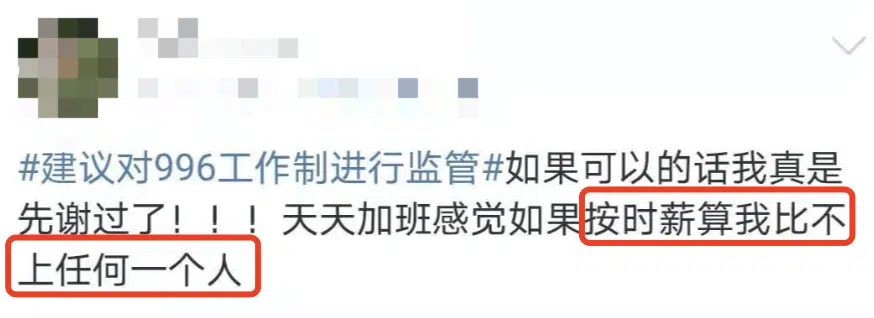 #建议对996工作制进行监管#如果可以的话我真是
先谢过了！！！天天加班感觉如果按时薪算我比不
上任何一个人